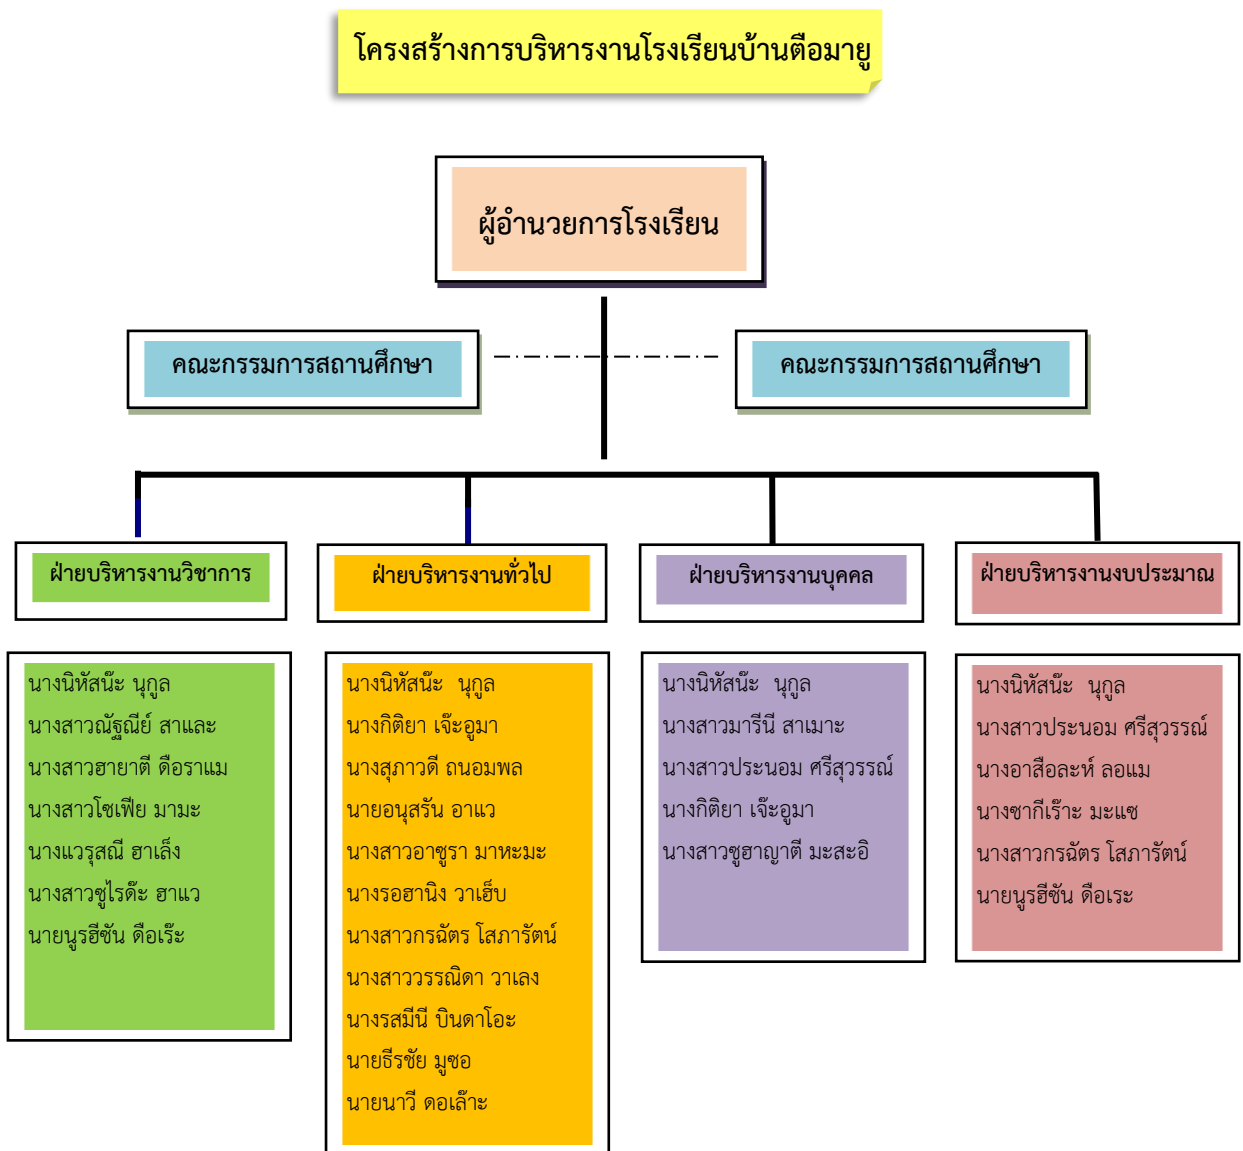 โครงสร้างการบริหารงานโรงเรียนบ้านตือมายู
ผู้อำนวยการโรงเรียน
คณะกรรมการสถานศึกษา
คณะกรรมการสถานศึกษา
ฝ่ายบริหารงานวิชาการ
ฝ่ายบริหารงานทั่วไป
ฝ่ายบริหารงานบุคคล
ฝ่ายบริหารงานงบประมาณ
นางนิหัสน๊ะ นุกูล
นางสาวณัฐณีย์ สาและ
นางสาวฮายาตี ดือราแม
นางสาวโซเฟีย มามะ
นางแวรุสณี ฮาเล็ง
นางสาวซูไรด๊ะ ฮาแว
นายนูรฮีซัน ดือเร๊ะ
นางนิหัสน๊ะ นุกูล
นางกิติยา เจ๊ะอูมา
นางสุภาวดี ถนอมพล
นายอนุสรัน อาแว
นางสาวอาซูรา มาหะมะ
นางรอฮานิง วาเฮ็บ
นางสาวกรฉัตร โสภารัตน์
นางสาววรรณิดา วาเลง
นางรสมีนี บินดาโอะ
นายธีรชัย มูซอ
นายนาวี ดอเล๊าะ
นางนิหัสน๊ะ นุกูล
นางสาวมารีนี สาเมาะ
นางสาวประนอม ศรีสุวรรณ์
นางกิติยา เจ๊ะอูมา
นางสาวซูฮาญาตี มะสะอิ
นางนิหัสน๊ะ นุกูล
นางสาวประนอม ศรีสุวรรณ์
นางอาสือละห์ ลอแม
นางซากีเร๊าะ มะแซ
นางสาวกรฉัตร โสภารัตน์
นายนูรฮีซัน ดือเระ